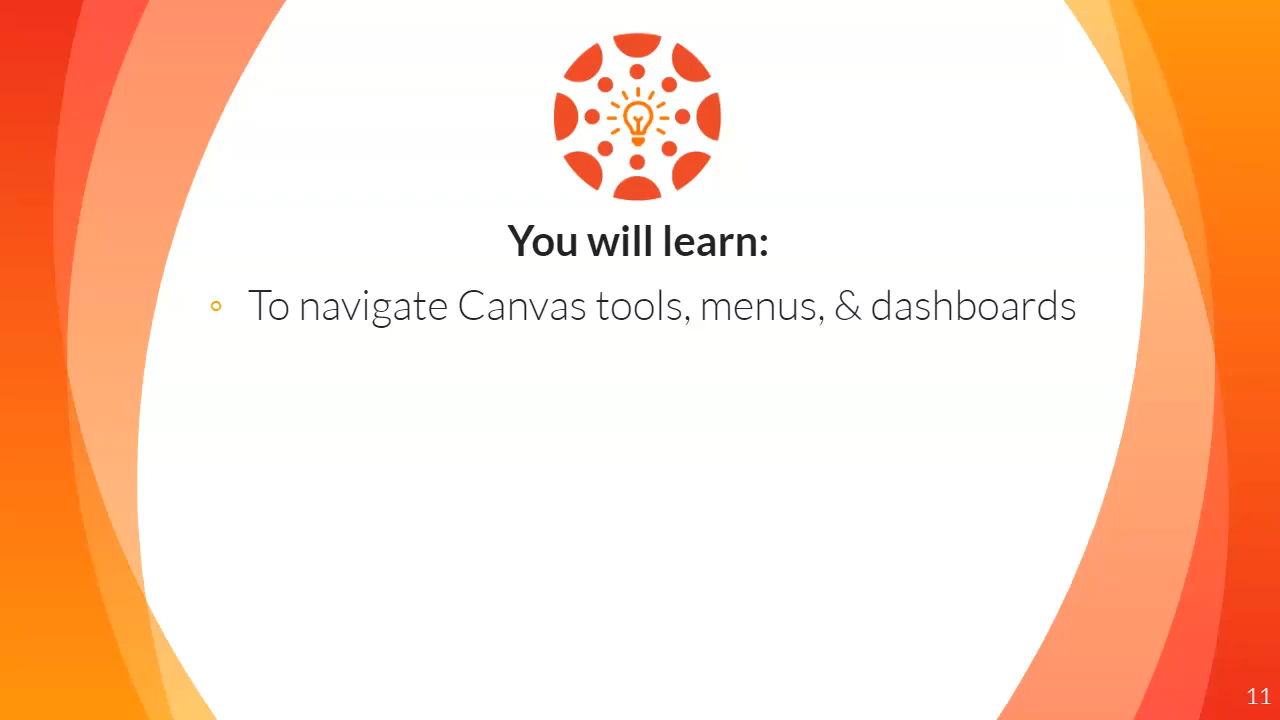 You will learn:
◦ To navigate Canvas tools, menus, & dashboards
11